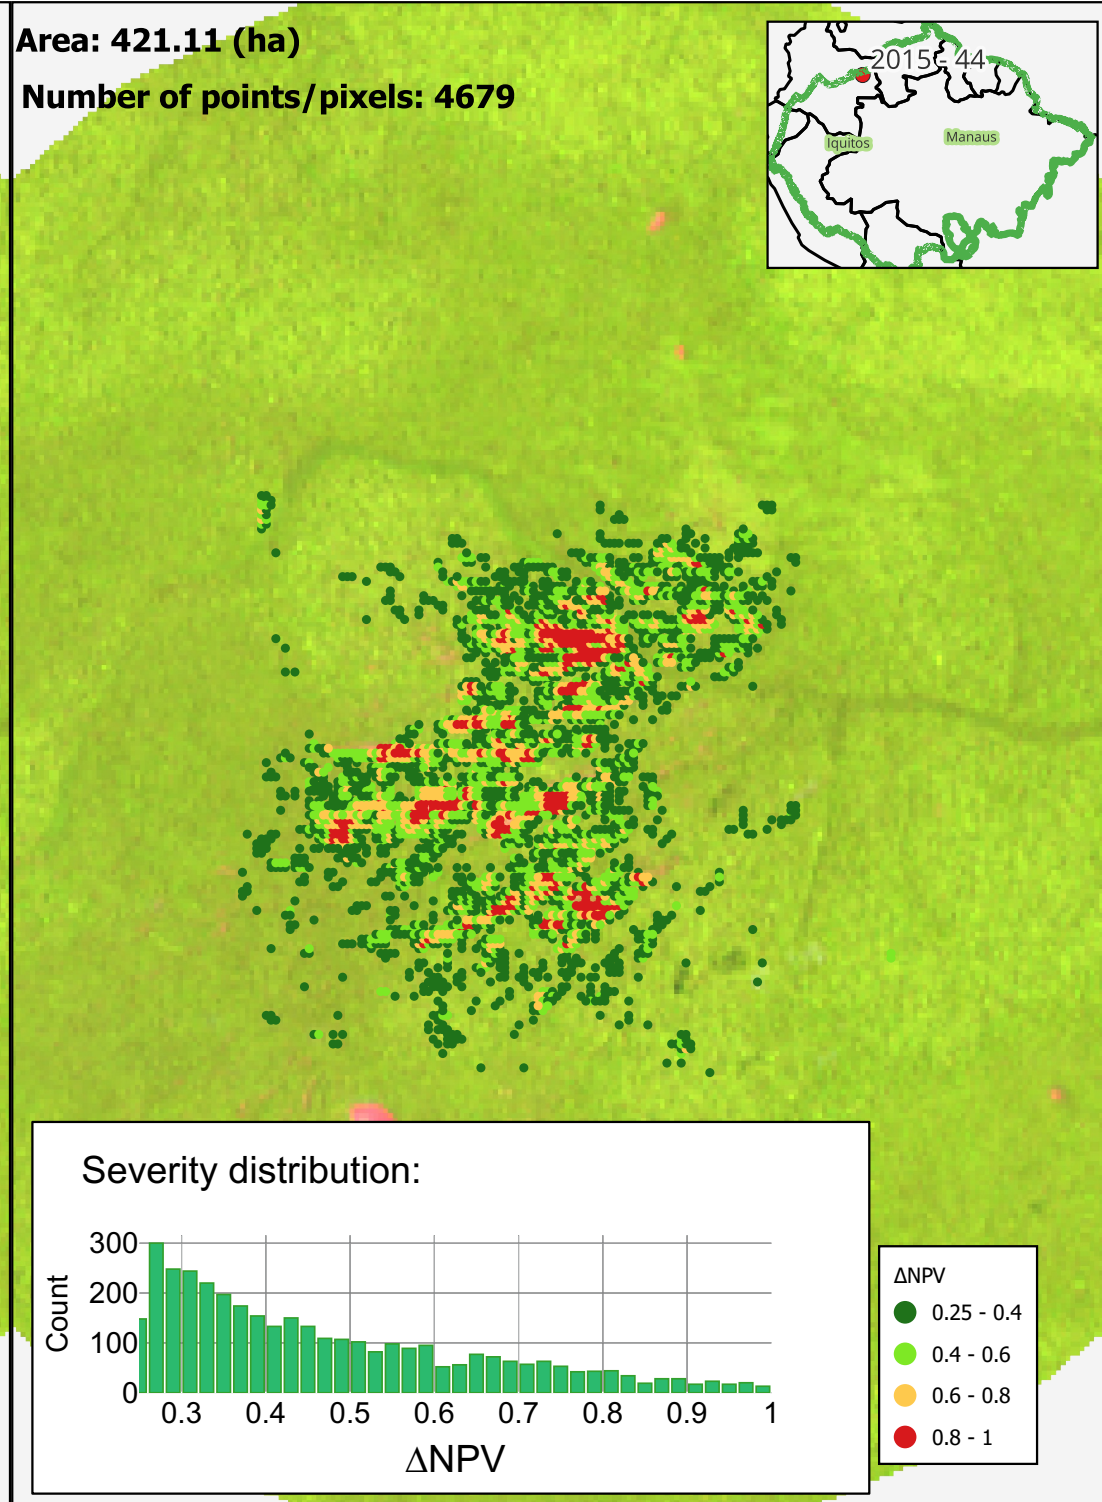 Area: 421.11 (ha)
Number of points/pixels: 4679
2015 - 44
Iquitos
Manaus
Severity distribution:
300
200
100
0
Count
0.3 0.4 0.5 0.6 0.7 0.8 0.9 1
ΔNPV
ΔNPV
0.25 - 0.4
0.4 - 0.6
0.6 - 0.8
0.8 - 1